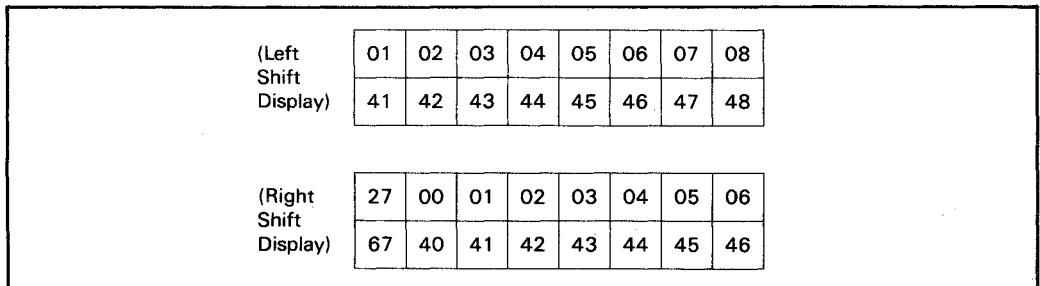 (Left
Shift
Display)
01 02 03 04 05 06 07 08
41 42 43 44 45 46 47 48
(Right
Shift
Display)
27 00 01 02 03 04 05 06
67 40 41 42 43 44 45 46